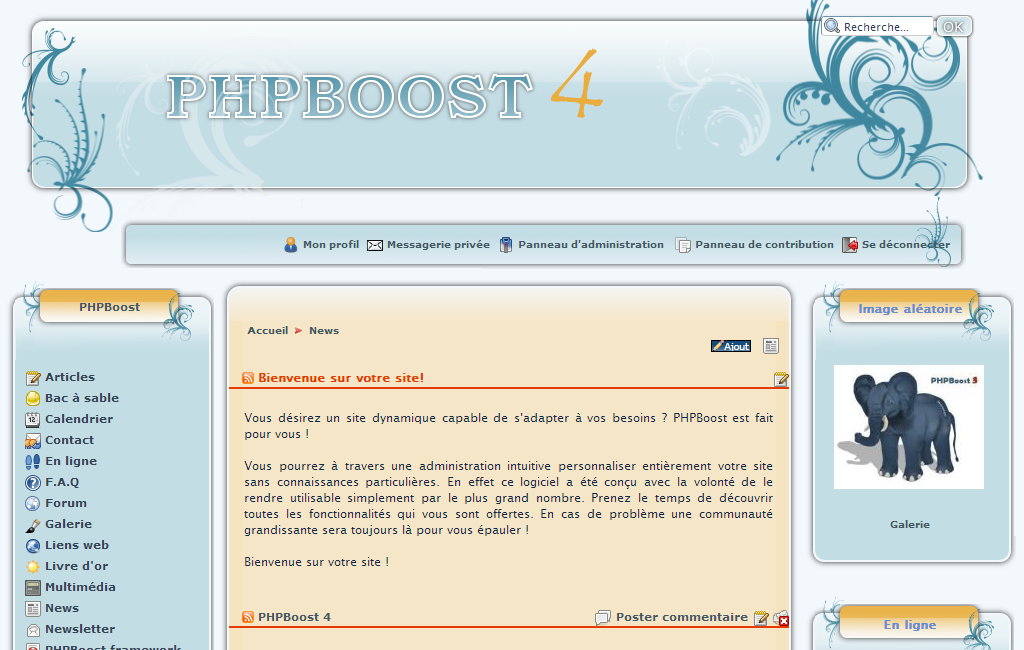 Recherche...
OK
PHPBOOST 4
Mon profil
Messagerie privée
Panneau d'administration
Panneau de contribution
Se déconnecter
PHPBoost
Articles
Bac à sable
Calendrier
Contact
En ligne
F.A.Q
Forum
Galerie
Liens web
Livre d'or
Multimédia
News
Newsletter
PHPBoost framework
Accueil
News
Ajout
Bienvenue sur votre site!
Vous désirez un site dynamique capable de s'adapter à vos besoins ? PHPBoost est fait
pour vous !
Vous pourrez à travers une administration intuitive personnaliser entièrement votre site
sans connaissances particulières. En effet ce logiciel a été conçu avec la volonté de le
rendre utilisable simplement par le plus grand nombre. Prenez le temps de découvrir
toutes les fonctionnalités qui vous sont offertes. En cas de problème une communauté
grandissante sera toujours là pour vous épauler !
Bienvenue sur votre site !
PHPBoost 4
Poster commentaire
Image aléatoire
PHPBoost 3
Galerie
En ligne